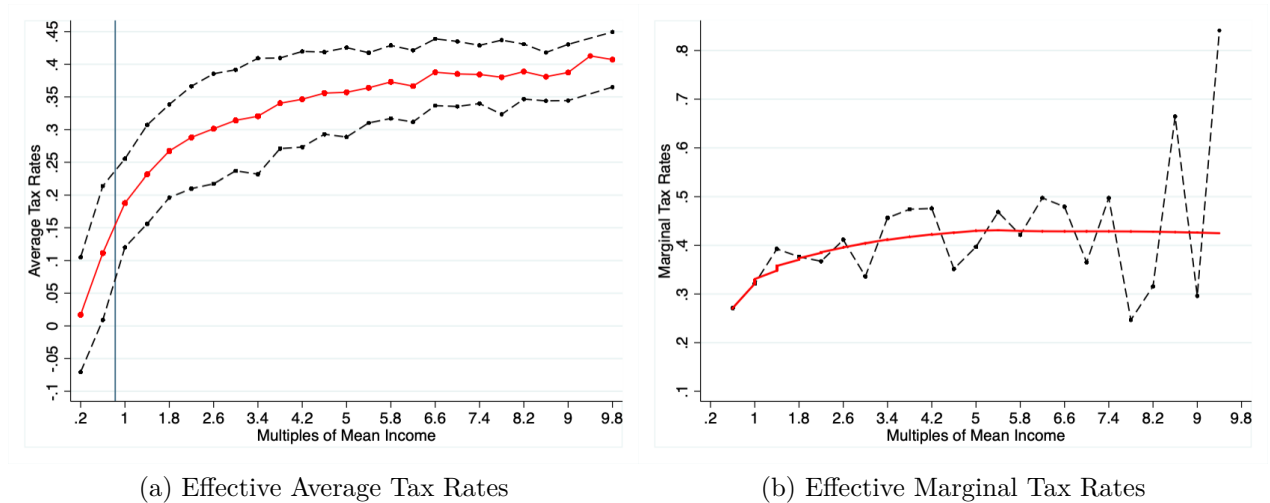 Average Tax Rates
.45
.4
.35
.3
.25
.2
.15
.1
.05
0
-.05
-.1
.2 1 1.8 2.6 3.4 4.2 5 5.8 6.6 7.4 8.2 9 9.8
Multiples of Mean Income
(a) Effective Average Tax Rates
Marginal Tax Rates
.8
.7
.6
.5
.4
.3
.2
.1
.2 1 1.8 2.6 3.4 4.2 5 5.8 6.6 7.4 8.2 9 9.8
Multiples of Mean Income
(b) Effective Marginal Tax Rates